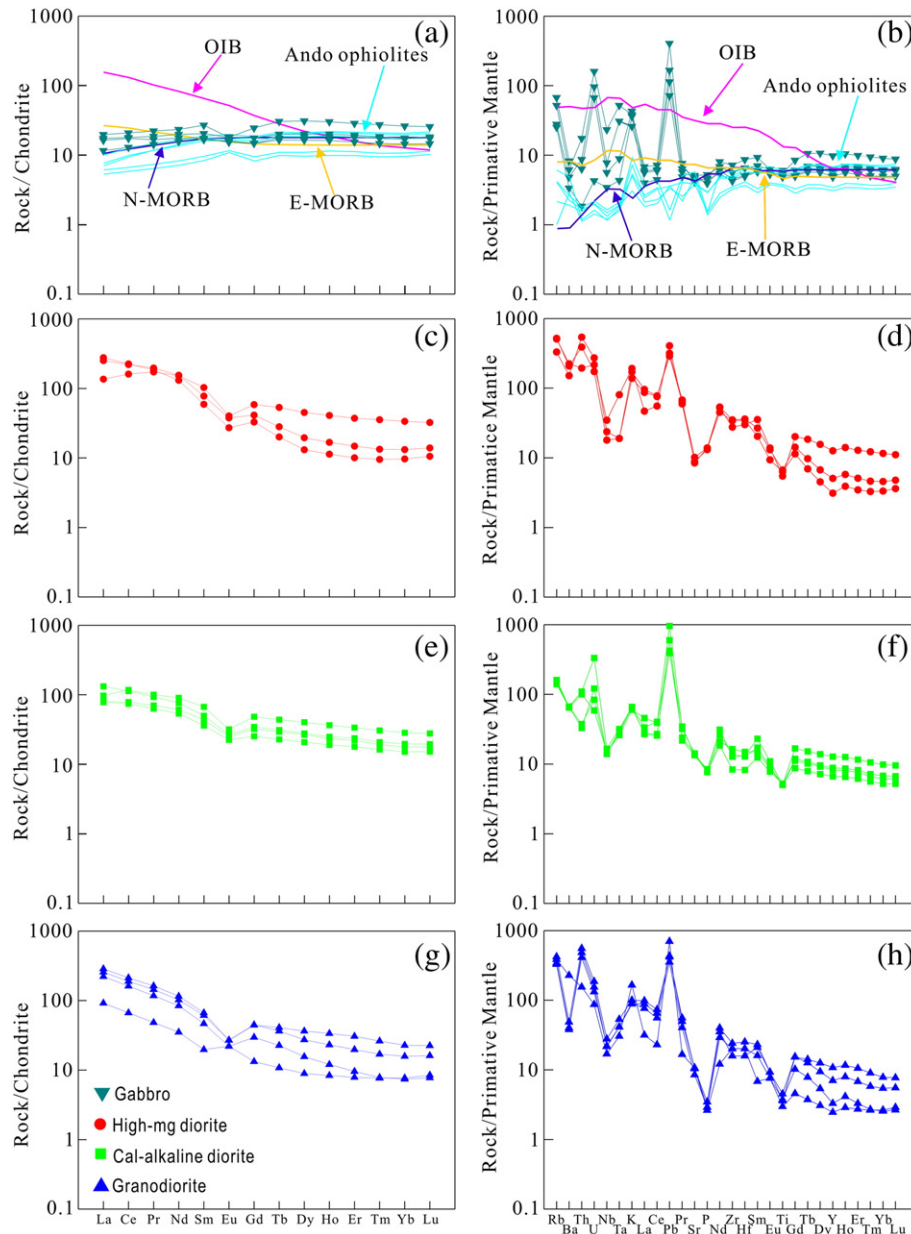 (a)
OIB
Ando ophiolites
N-MORB
E-MORB
Rock/ Chondrite
1000
100
10
1
0.1
(b)
OIB
Ando ophiolites
N-MORB
E-MORB
Rock/Primative Mantle
1000
100
10
1
0.1
(c)
Rock/Chondrite
1000
100
10
1
0.1
(d)
Rock/Primatice Mantle
1000
100
10
1
0.1
(e)
Rock/Chondrite
1000
100
10
1
0.1
(f)
Rock/Primative Mantle
1000
100
10
1
0.1
(g)
Rock/Chondrite
1000
100
10
1
0.1
Gabbro
High-mg diorite
Cal-alkaline diorite
Granodiorite
La Ce Pr Nd Sm Eu Gd Tb Dy Ho Er Tm Yb Lu
(h)
Rock/Primative Mantle
1000
100
10
1
0.1
Rb Th Nb K Ce Pr P Zr Sm Ti Tb Y Er Yb
Ba U Ta La Pb Sr Nd Hf Eu Gd Dy Ho Tm Lu